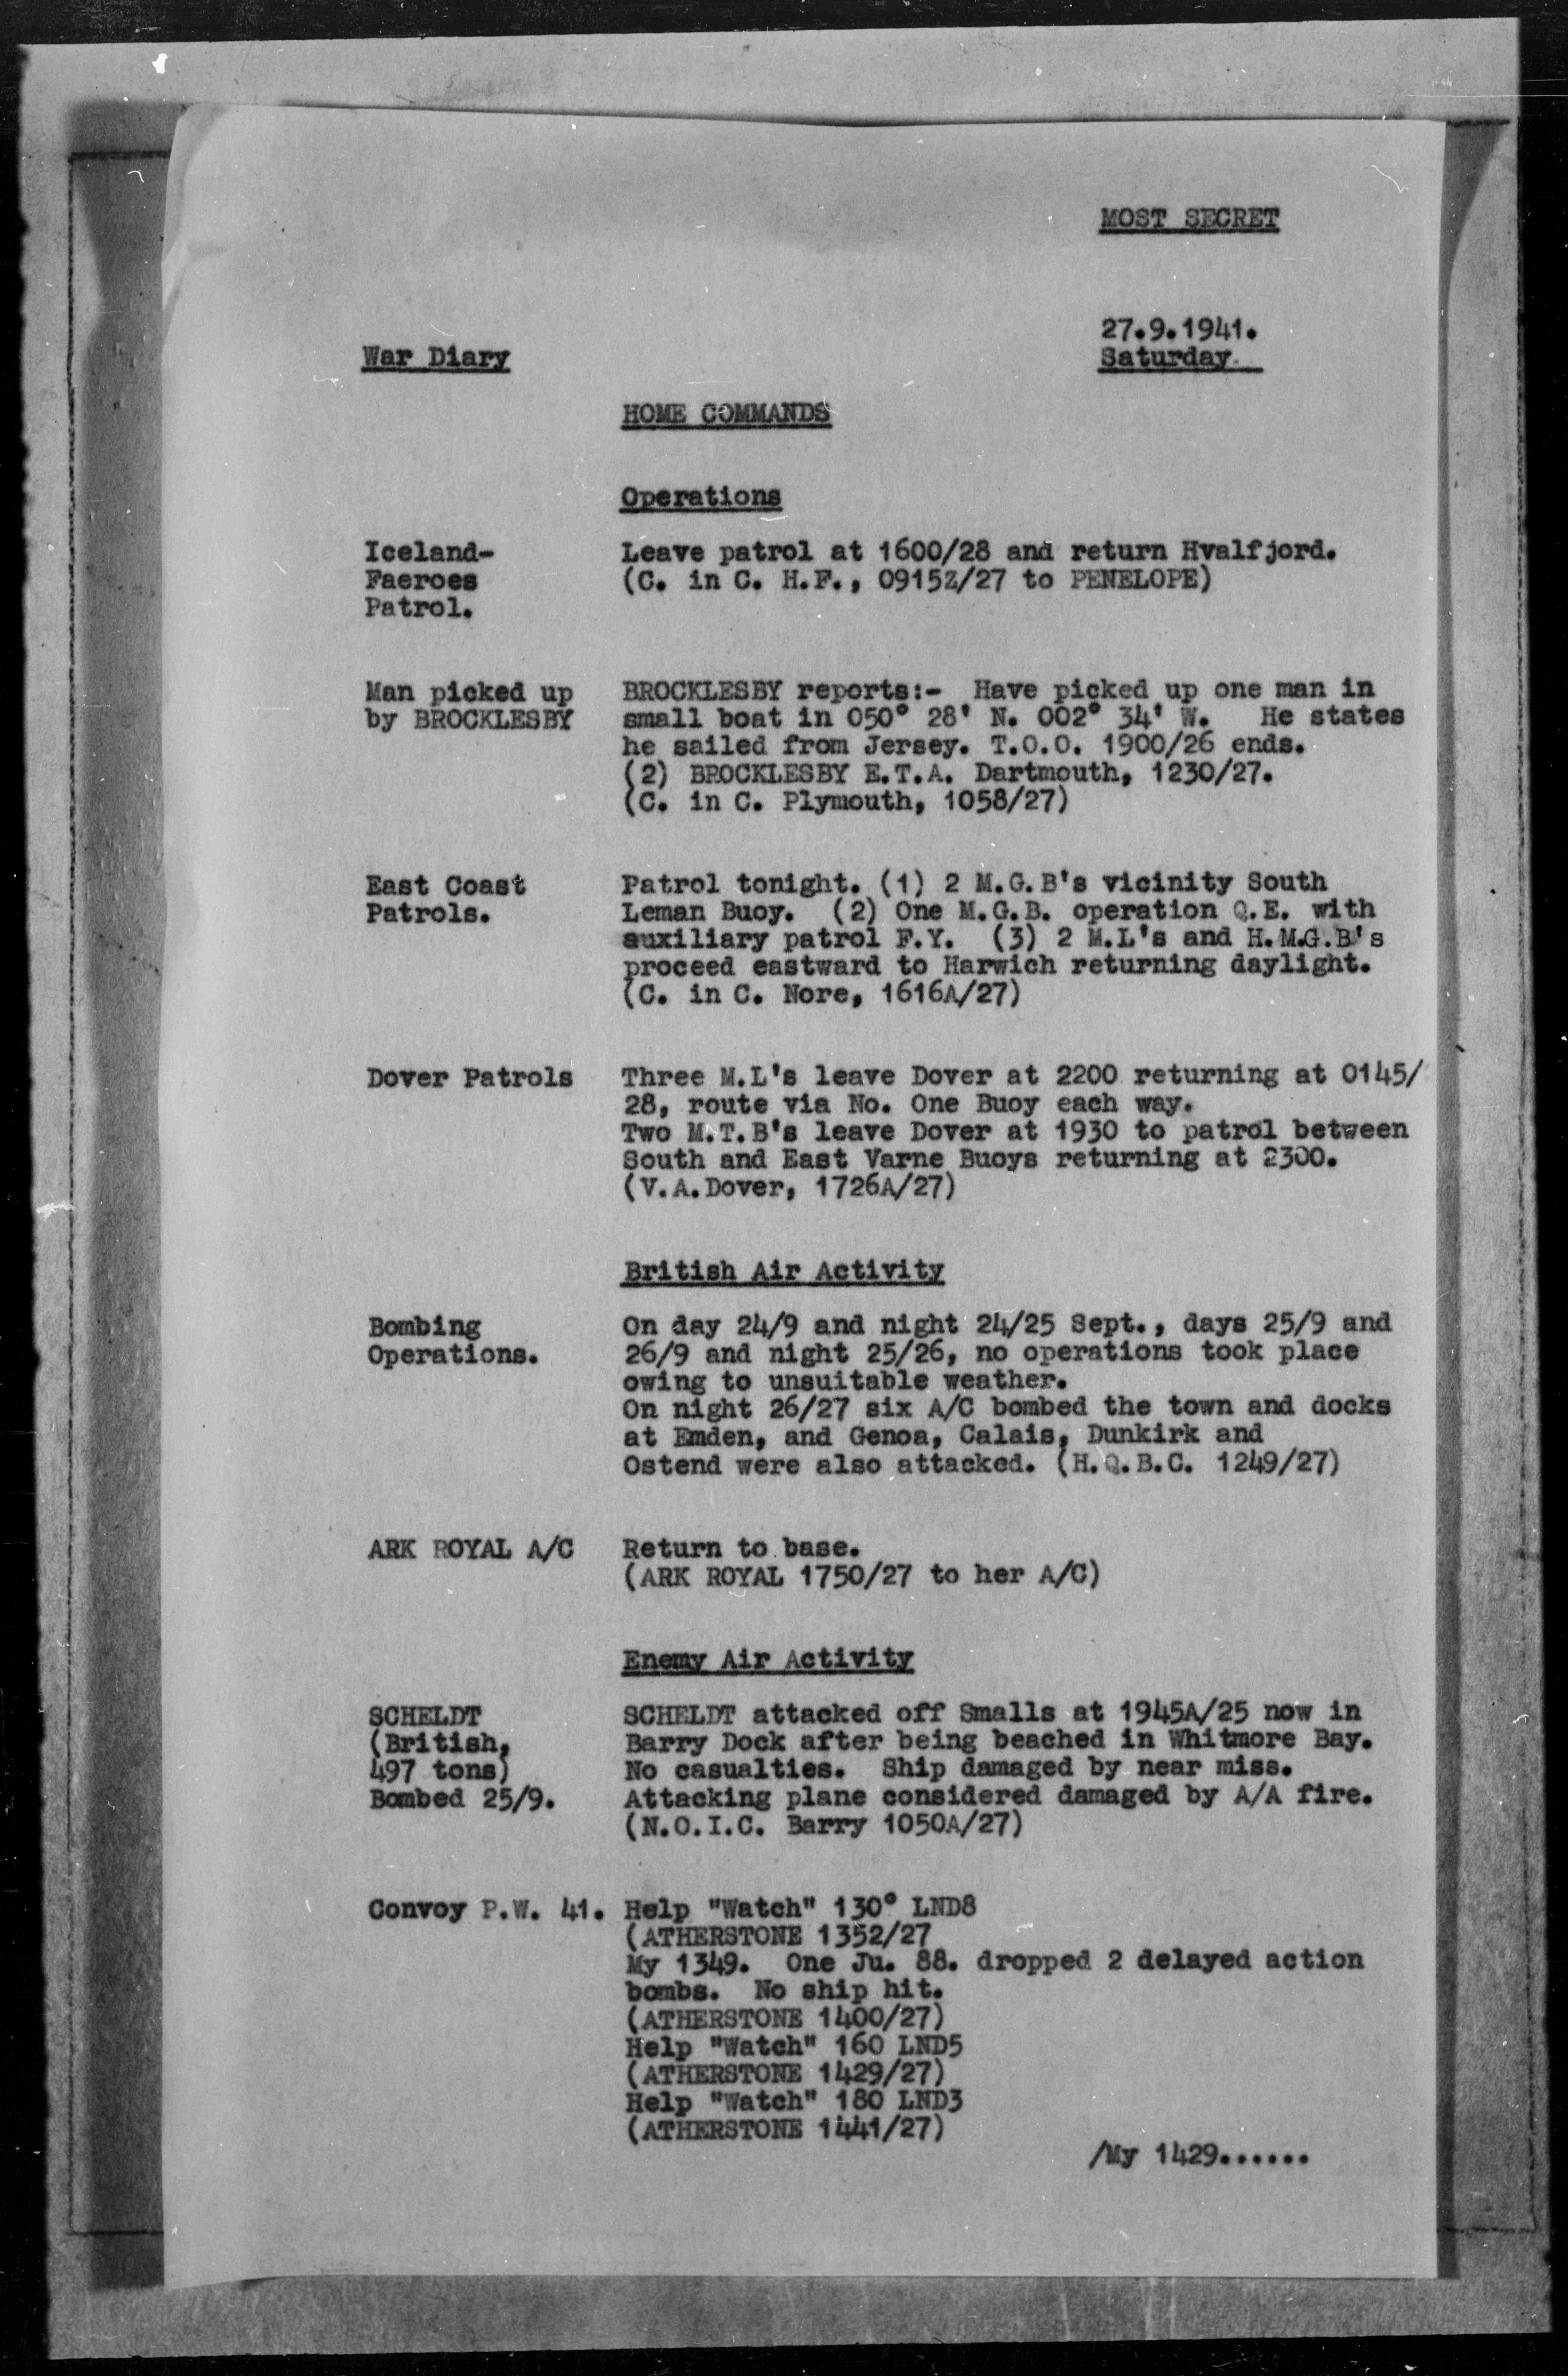 MOST SECRET
27.9.1941.
War Diary Saturday
HOME COMMANDS
Operations
Iceland- Leave patrol at 1600/28 and return Hvalfjord.
Faeroes (C. in C. H.F., 0915Z/27 to PENELOPE)
Patrol.
Man picked up BROCKLESBY reports:- Have picked up one man in
by BROCKLESBY small boat in 050° 28' N. 002° 34' W. He states
he sailed from Jersey. T.O.O. 1900/26 ends.
(2) BROCKLESBY E.T.A. Dartmouth, 1230/27.
(C. in C. Plymouth, 1058/27)
East Coast Patrol tonight. (1) 2 M.G.B's vicinity South
Patrols. Leman Buoy. (2) One M.G.B. operation Q.E. with
auxiliary patrol F.Y. (3) 2 M.L's and H.M.G.B's
proceed eastward to Harwich returning daylight.
(C. in C. Nore, 1616A/27)
Dover Patrols Three M.L's leave Dover at 2200 returning at 0145/
28, route via No. One Buoy each way.
Two M.T.B's leave Dover at 1930 to patrol between
South and East Varne Buoys returning at 2300.
(V.A.Dover, 1726A/27)
British Air Activity
Bombing On day 24/9 and night 24/25 Sept., days 25/9 and
Operations. 26/9 and night 25/26, no operations took place
owing to unsuitable weather.
On night 26/27 six A/C bombed the town and docks
at Emden, and Genoa, Calais, Dunkirk and
Ostend were also attacked. (H.Q.B.C. 1249/27)
ARK ROYAL A/C Return to base.
(ARK ROYAL 1750/27 to her A/C)
Enemy Air Activity
SCHELDT SCHELDT attacked off Smalls at 1945A/25 now in
(British, Barry Dock after being beached in Whitmore Bay.
497 tons) No casualties. Ship damaged by near miss.
Bombed 25/9. Attacking plane considered damaged by A/A fire.
(N.O.I.C. Barry 1050A/27)
Convoy P.W. 41. Help "Watch" 130° LND8
(ATHERSTONE 1352/27
My 1349. One Ju. 88. dropped 2 delayed action
bombs. No ship hit.
(ATHERSTONE 1400/27)
Help "Watch" 160 LND5
(ATHERSTONE 1429/27)
Help "Watch" 180 LND3
(ATHERSTONE 1441/27)
/My 1429......